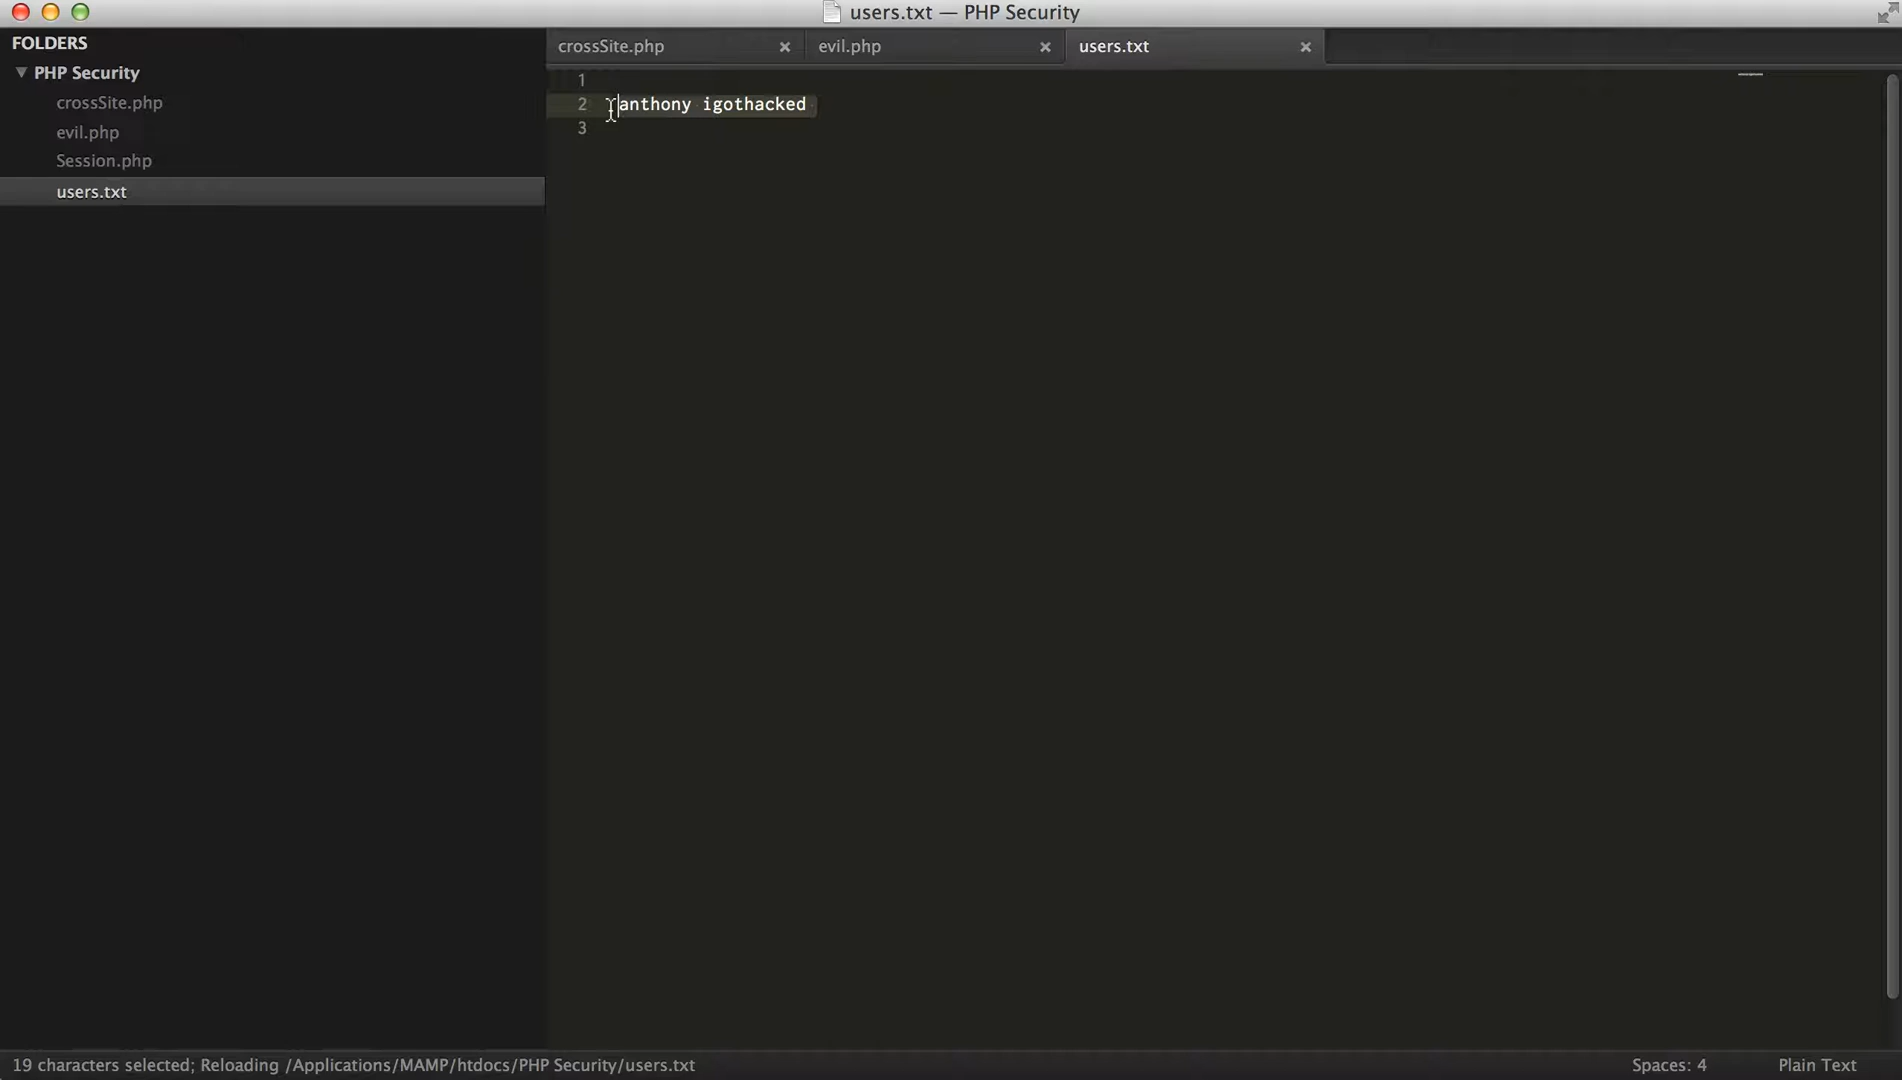 users.txt — PHP Security
FOLDERS
PHP Security
crossSite.php
evil.php
Session.php
users.txt
crossSite.php × evil.php × users.txt ×
1
2 anthony igothacked
3
19 characters selected; Reloading /Applications/MAMP/htdocs/PHP Security/users.txt
Spaces: 4 Plain Text